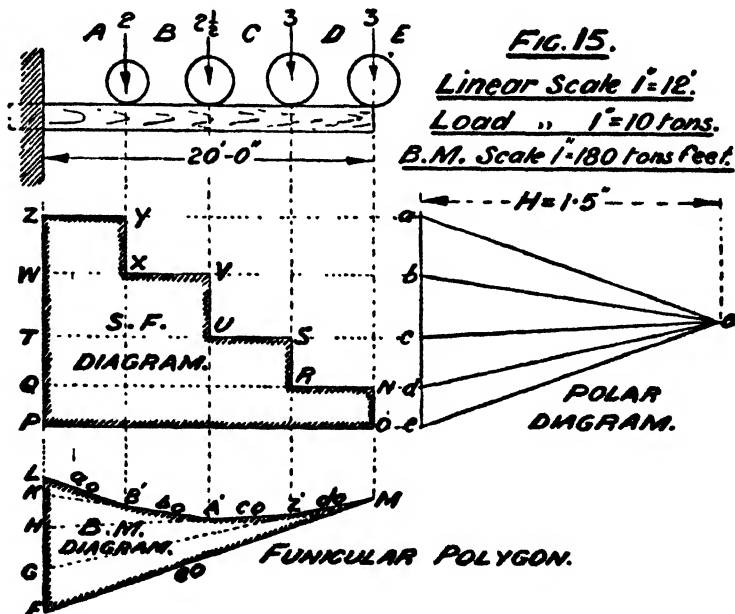 A 2 B 2½ C 3 D 3 E
FIG. 15.
Linear Scale 1"=12'.
Load „ 1"=10 tons.
B.M. Scale 1"=180 tons feet.
20'-0"
H=1·5"
Z Y a
W X V b
S.F.
DIAGRAM.
T U S c
Q R N d
P O e
o
POLAR
DIAGRAM.
L ao B' bo A' co Z' do M
K
H
B.M.
DIAGRAM.
G
F
eo
FUNICULAR POLYGON.